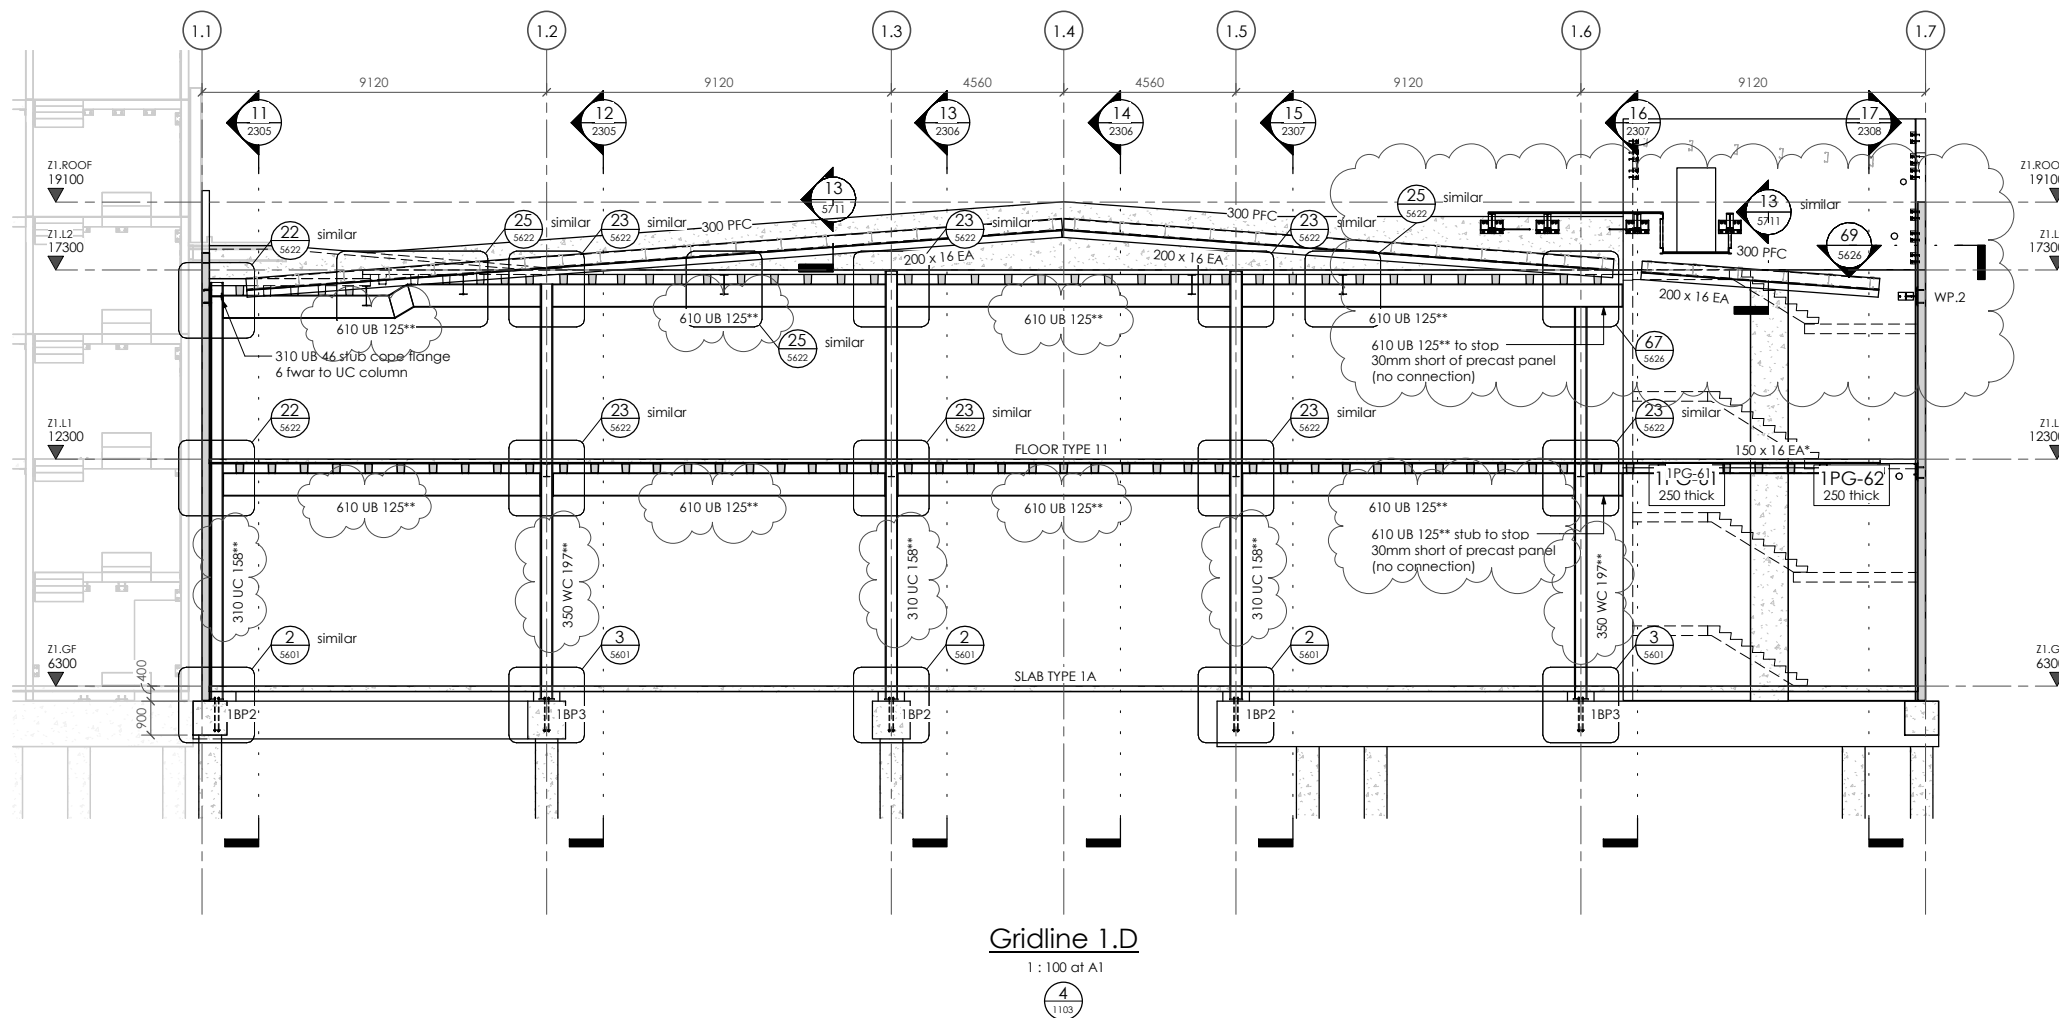 1.1
1.2
1.3
1.4
1.5
1.6
1.7
9120
9120
4560
4560
9120
9120
11
2305
12
2305
13
2306
14
2306
15
2307
16
2307
17
2308
Z1.ROOF
19100
Z1.ROO
1910
13
5711
25
5622
similar
13
5711
similar
22
5622
similar
25
5622
similar
23
5622
similar
300 PFC
23
5622
similar
300 PFC
23
5622
similar
69
5626
Z1.L2
17300
Z1.L
1730
300 PFC
200 x 16 EA
200 x 16 EA
200 x 16 EA
WP.2
610 UB 125**
610 UB 125**
610 UB 125**
610 UB 125**
25
5622
similar
310 UB 46 stub cope flange
6 fwar to UC column
610 UB 125** to stop
30mm short of precast panel
(no connection)
67
5626
22
5622
23
5622
similar
23
5622
similar
23
5622
similar
23
5622
similar
Z1.L1
12300
Z1.L
1230
FLOOR TYPE 11
150 x 16 EA*
1PG-61
250 thick
1PG-62
250 thick
610 UB 125**
610 UB 125**
610 UB 125**
610 UB 125**
610 UB 125** stub to stop
30mm short of precast panel
(no connection)
310 UC 158**
350 WC 197**
310 UC 158**
310 UC 158**
350 WC 197**
2
5601
similar
3
5601
2
5601
2
5601
3
5601
Z1.GF
6300
Z1.G
630
400
900
SLAB TYPE 1A
1BP2
1BP3
1BP2
1BP2
1BP3
Gridline 1.D
1 : 100 at A1
4
1103